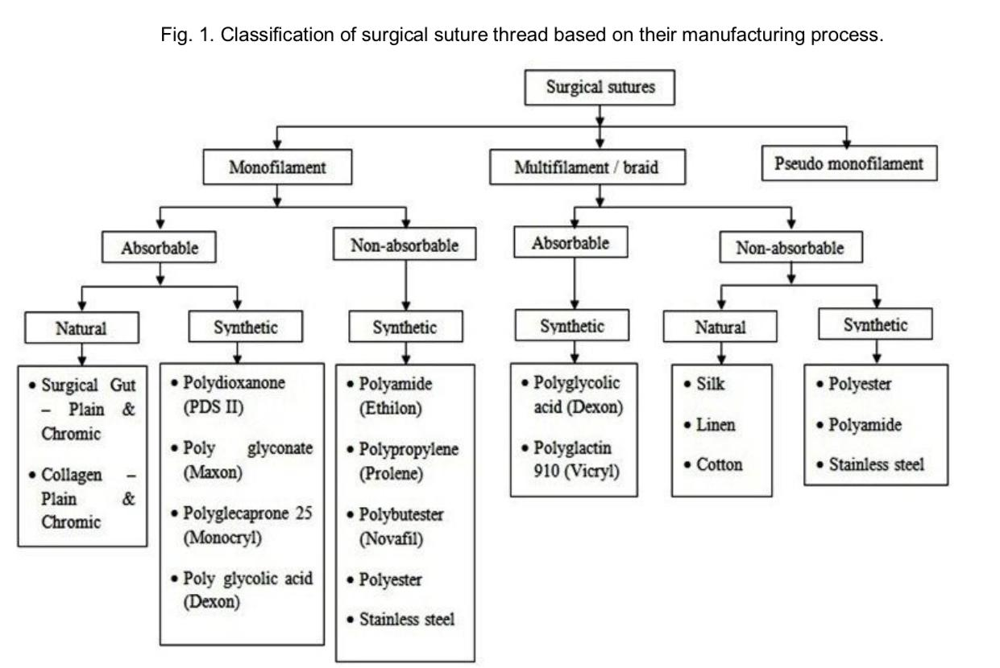 Fig. 1. Classification of surgical suture thread based on their manufacturing process.
Surgical sutures
Monofilament
Multifilament / braid
Pseudo monofilament
Absorbable
Non-absorbable
Absorbable
Non-absorbable
Natural
Synthetic
Synthetic
Synthetic
Natural
Synthetic
• Surgical Gut
– Plain &
Chromic
• Collagen –
Plain &
Chromic
• Polydioxanone
(PDS II)
• Poly glyconate
(Maxon)
• Polyglecaprone 25
(Monocryl)
• Poly glycolic acid
(Dexon)
• Polyamide
(Ethilon)
• Polypropylene
(Prolene)
• Polybutester
(Novafil)
• Polyester
• Stainless steel
• Polyglycolic
acid (Dexon)
• Polyglactin
910 (Vicryl)
• Silk
• Linen
• Cotton
• Polyester
• Polyamide
• Stainless steel